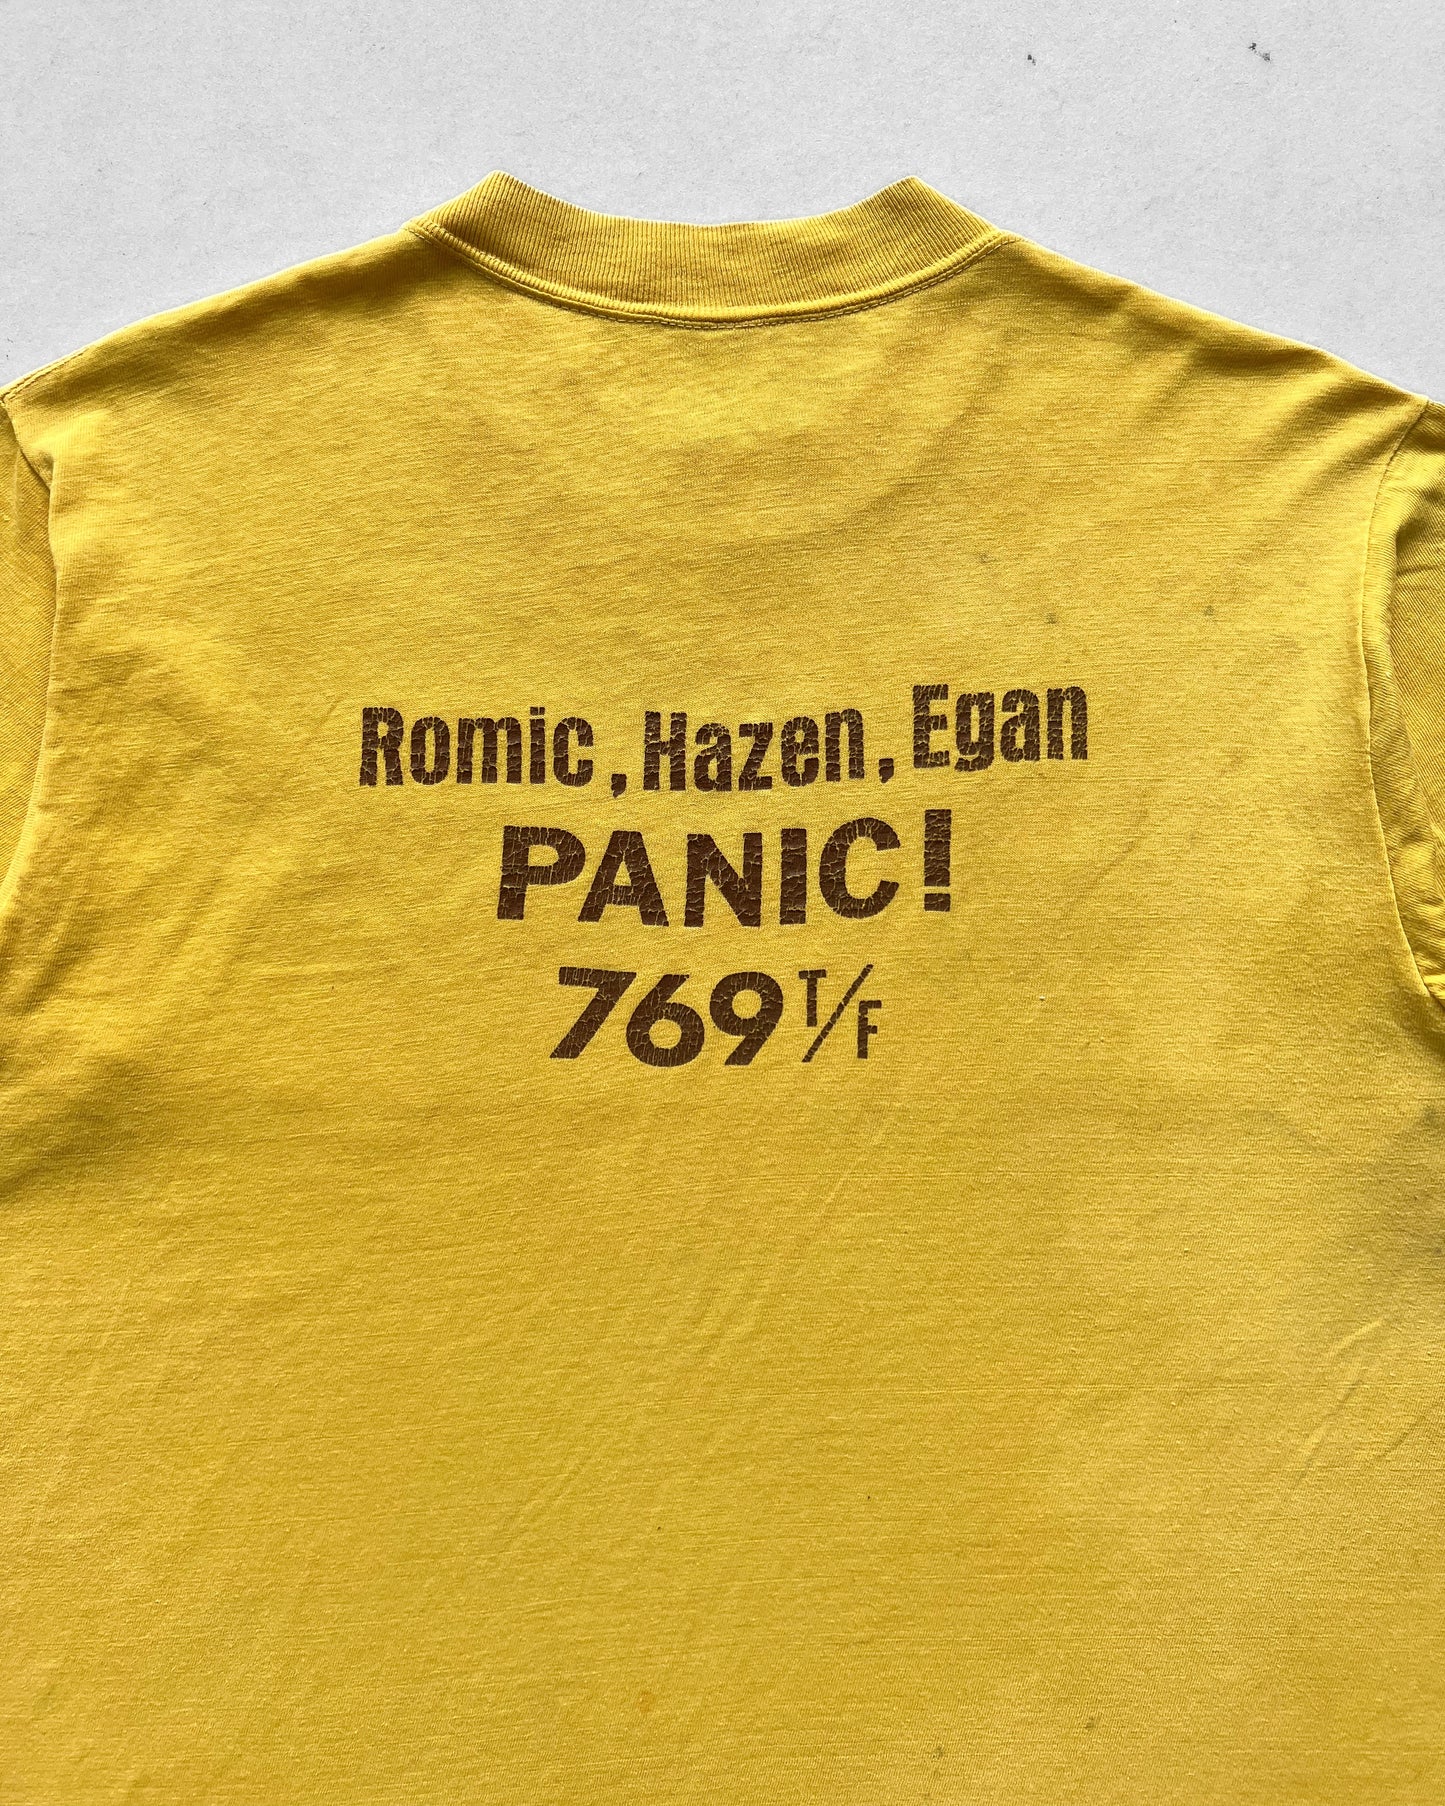 Romic, Hazen, Egan
PANIC!
769 T/F